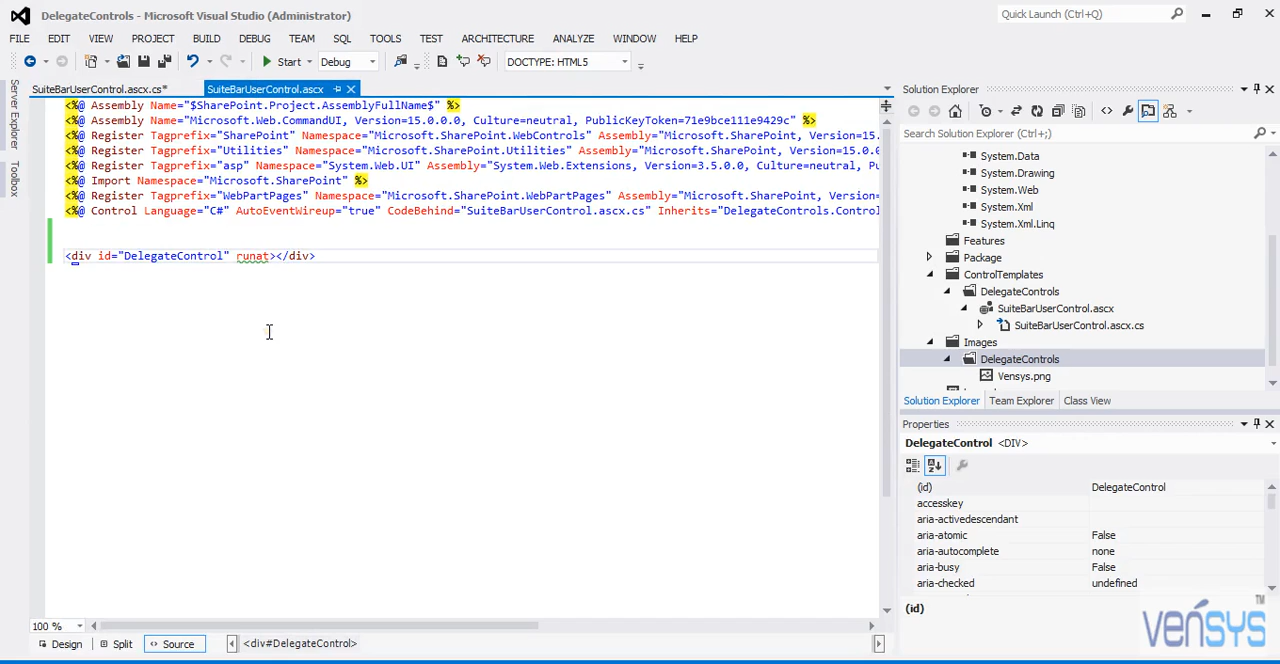 DelegateControls - Microsoft Visual Studio (Administrator)
Quick Launch (Ctrl+Q)
FILE EDIT VIEW PROJECT BUILD DEBUG TEAM SQL TOOLS TEST ARCHITECTURE ANALYZE WINDOW HELP
Start Debug DOCTYPE: HTML5
Server Explorer
Toolbox
SuiteBarUserControl.ascx.cs* SuiteBarUserControl.ascx
<%@ Assembly Name="$SharePoint.Project.AssemblyFullName$" %>
<%@ Assembly Name="Microsoft.Web.CommandUI, Version=15.0.0.0, Culture=neutral, PublicKeyToken=71e9bce111e9429c" %>
<%@ Register Tagprefix="SharePoint" Namespace="Microsoft.SharePoint.WebControls" Assembly="Microsoft.SharePoint, Version=15.
<%@ Register Tagprefix="Utilities" Namespace="Microsoft.SharePoint.Utilities" Assembly="Microsoft.SharePoint, Version=15.0.
<%@ Register Tagprefix="asp" Namespace="System.Web.UI" Assembly="System.Web.Extensions, Version=3.5.0.0, Culture=neutral, Pu
<%@ Import Namespace="Microsoft.SharePoint" %>
<%@ Register Tagprefix="WebPartPages" Namespace="Microsoft.SharePoint.WebPartPages" Assembly="Microsoft.SharePoint, Version=
<%@ Control Language="C#" AutoEventWireup="true" CodeBehind="SuiteBarUserControl.ascx.cs" Inherits="DelegateControls.Control
<div id="DelegateControl" runat></div>
100 %
Design Split Source <div#DelegateControl>
Solution Explorer
Search Solution Explorer (Ctrl+;)
System.Data
System.Drawing
System.Web
System.Xml
System.Xml.Linq
Features
Package
ControlTemplates
DelegateControls
SuiteBarUserControl.ascx
SuiteBarUserControl.ascx.cs
Images
DelegateControls
Vensys.png
Solution Explorer Team Explorer Class View
Properties
DelegateControl <DIV>
(id) DelegateControl
accesskey
aria-activedescendant
aria-atomic False
aria-autocomplete none
aria-busy False
aria-checked undefined
(id)
vensys TM